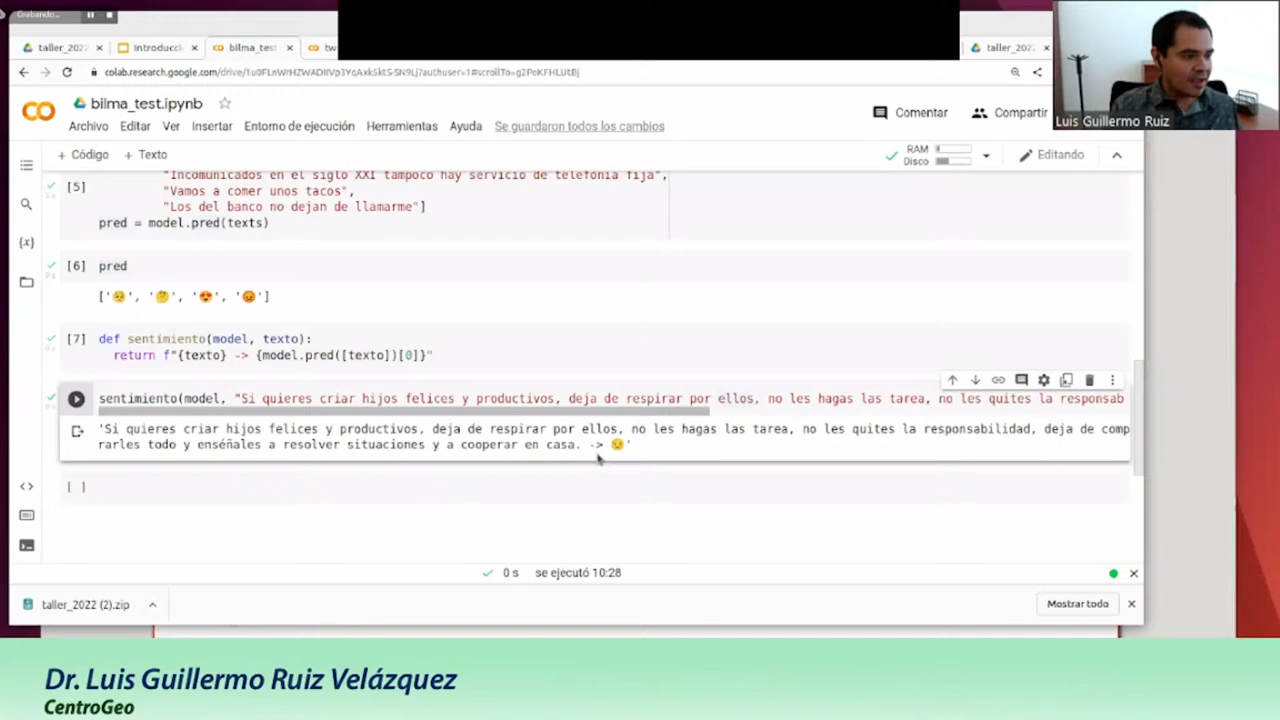 Grabando...
taller_2022
Introducci
bilma_test
tw
taller_202
colab.research.google.com/drive/
bilma_test.ipynb
Comentar
Compartir
Luis Guillermo Ruiz
Archivo Editar Ver Insertar Entorno de ejecución Herramientas Ayuda Se guardaron todos los cambios
+ Código + Texto
RAM
Disco
Editando
"Incomunicados en el siglo XXI tampoco hay servicio de telefonía fija",
[5]
"Vamos a comer unos tacos",
"Los del banco no dejan de llamarme"]
pred = model.pred(texts)
[6] pred
['🥺', '🤔', '😍', '😡']
[7] def sentimiento(model, texto):
return f"{texto} -> {model.pred([texto])[0]}"
sentimiento(model, "Si quieres criar hijos felices y productivos, deja de respirar por ellos, no les hagas las tarea, no les quites la responsab
'Si quieres criar hijos felices y productivos, deja de respirar por ellos, no les hagas las tarea, no les quites la responsabilidad, deja de comp
rarles todo y enséñales a resolver situaciones y a cooperar en casa. -> 😒'
[ ]
0 s se ejecutó 10:28
taller_2022 (2).zip
Mostrar todo
Dr. Luis Guillermo Ruiz Velázquez
CentroGeo